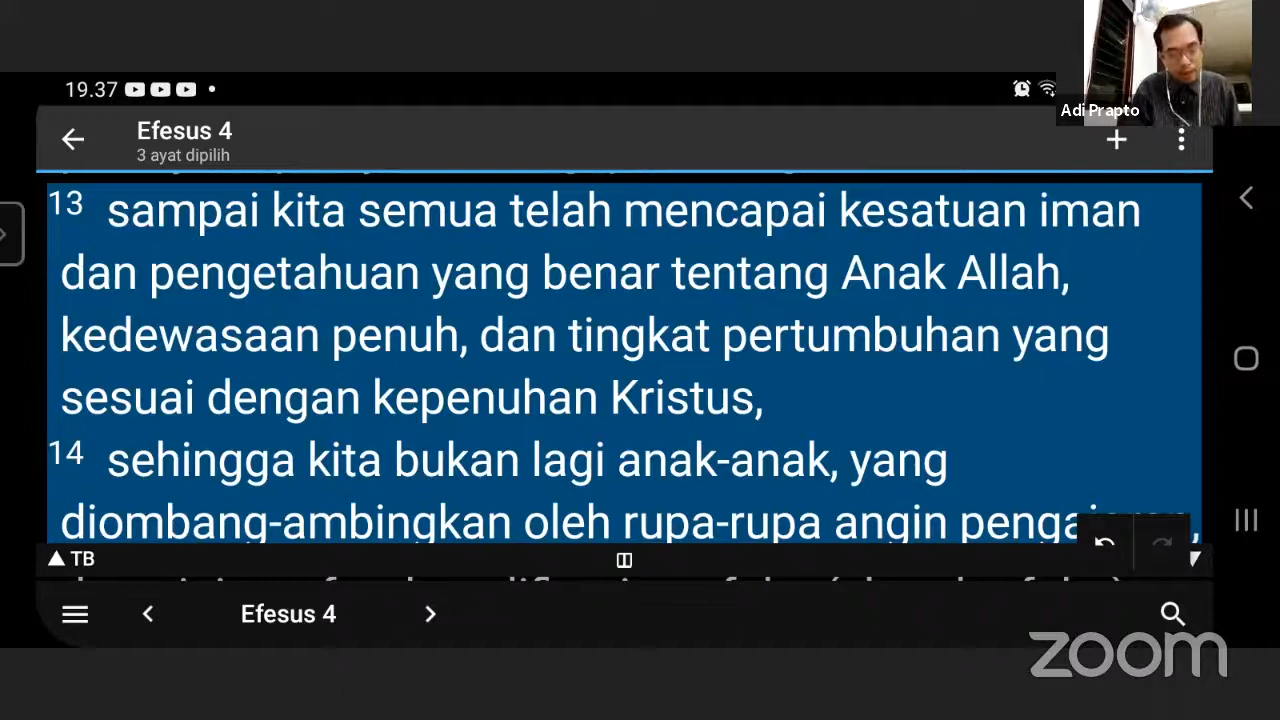 19.37
Adi Prapto
Efesus 4
3 ayat dipilih
13 sampai kita semua telah mencapai kesatuan iman
dan pengetahuan yang benar tentang Anak Allah,
kedewasaan penuh, dan tingkat pertumbuhan yang
sesuai dengan kepenuhan Kristus,
14 sehingga kita bukan lagi anak-anak, yang
diombang-ambingkan oleh rupa-rupa angin
TB
Efesus 4
zoom